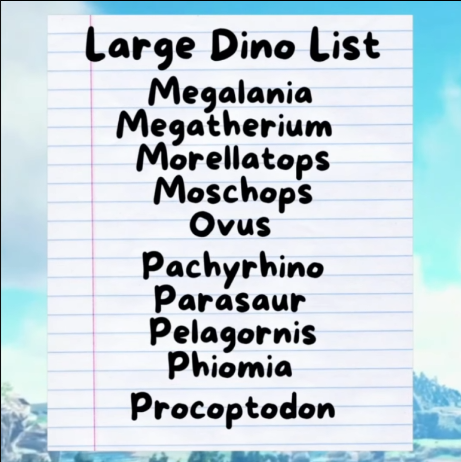 Large Dino List
Megalania
Megatherium
Morellatops
Moschops
Ovus
Pachyrhino
Parasaur
Pelagornis
Phiomia
Procoptodon